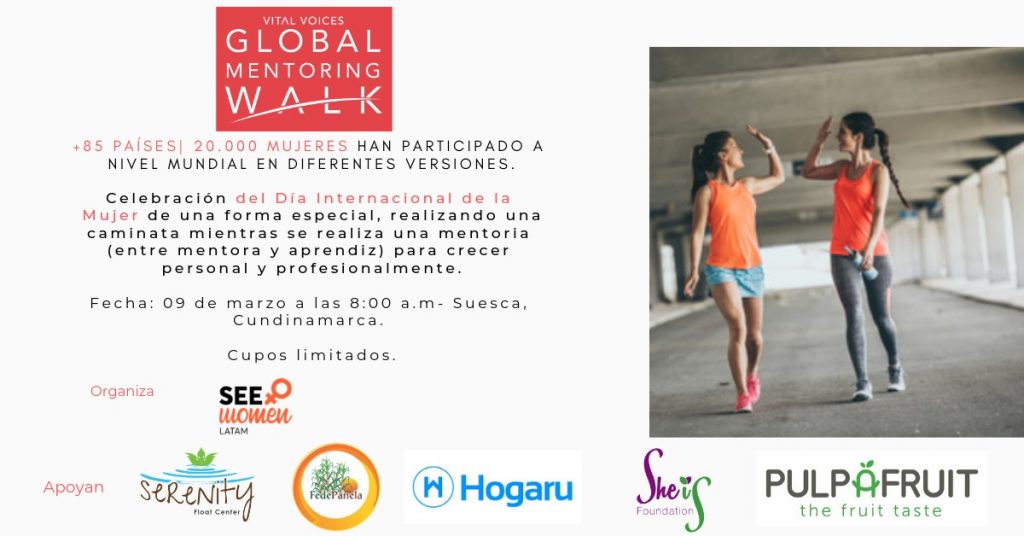 VITAL VOICES
GLOBAL
MENTORING
WALK
+85 PAÍSES| 20.000 MUJERES HAN PARTICIPADO A
NIVEL MUNDIAL EN DIFERENTES VERSIONES.
Celebración del Día Internacional de la
Mujer de una forma especial, realizando una
caminata mientras se realiza una mentoria
(entre mentora y aprendiz) para crecer
personal y profesionalmente.
Fecha: 09 de marzo a las 8:00 a.m- Suesca,
Cundinamarca.
Cupos limitados.
Organiza
SEE
women
LATAM
Apoyan
Serenity
Float Center
FedePanela
Hogaru
She is
Foundation
PULPAFRUIT
the fruit taste